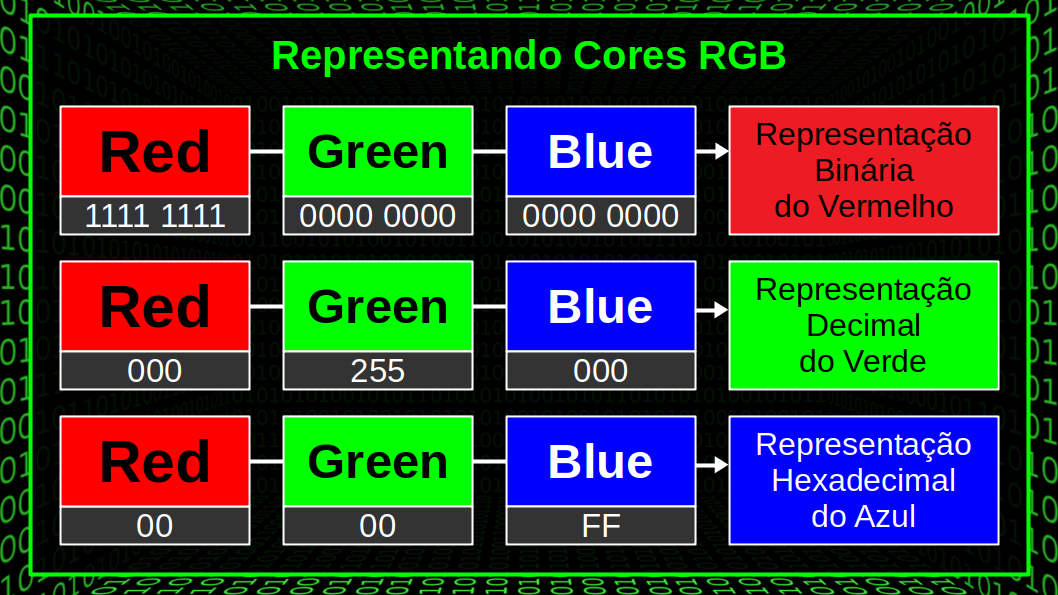 Representando Cores RGB
Red Green Blue Representação
Binária
do Vermelho
1111 1111 0000 0000 0000 0000
Red Green Blue Representação
Decimal
do Verde
000 255 000
Red Green Blue Representação
Hexadecimal
do Azul
00 00 FF